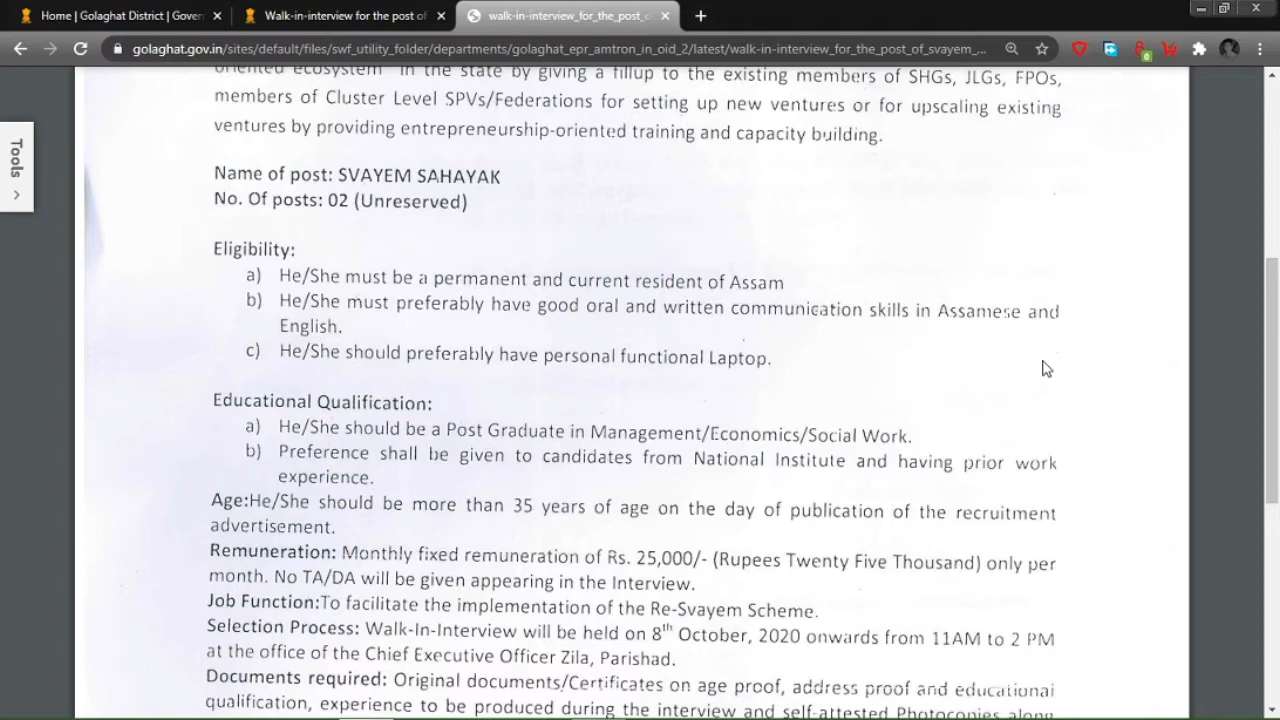 Home | Golaghat District | Gover
Walk-in-interview for the post of
walk-in-interview_for_the_post_o
golaghat.gov.in/sites/default/files/swf_utility_folder/departments/golaghat_epr_amtron_in_oid_2/latest/walk-in-interview_for_the_post_of_svayem_...
0
Tools
oriented ecosystem" in the state by giving a fillup to the existing members of SHGs, JLGs, FPOs,
members of Cluster Level SPVs/Federations for setting up new ventures or for upscaling existing
ventures by providing entrepreneurship-oriented training and capacity building.
Name of post: SVAYEM SAHAYAK
No. Of posts: 02 (Unreserved)
Eligibility:
a) He/She must be a permanent and current resident of Assam
b) He/She must preferably have good oral and written communication skills in Assamese and
English.
c) He/She should preferably have personal functional Laptop.
Educational Qualification:
a) He/She should be a Post Graduate in Management/Economics/Social Work.
b) Preference shall be given to candidates from National Institute and having prior work
experience.
Age:He/She should be more than 35 years of age on the day of publication of the recruitment
advertisement.
Remuneration: Monthly fixed remuneration of Rs. 25,000/- (Rupees Twenty Five Thousand) only per
month. No TA/DA will be given appearing in the Interview.
Job Function:To facilitate the implementation of the Re-Svayem Scheme.
Selection Process: Walk-In-Interview will be held on 8th October, 2020 onwards from 11AM to 2 PM
at the office of the Chief Executive Officer Zila, Parishad.
Documents required: Original documents/Certificates on age proof, address proof and educational
qualification, experience to be produced during the interview and self-attested Photocopies along